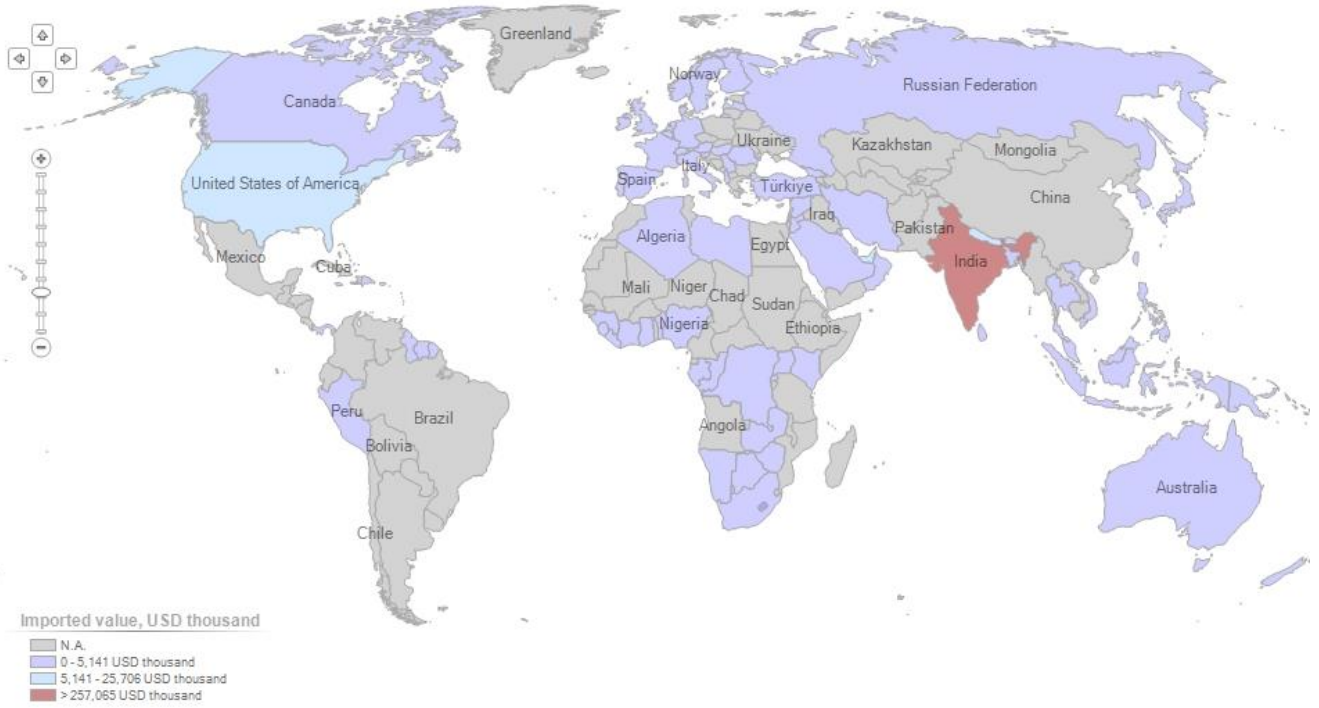 Greenland
Norway
Russian Federation
Canada
Ukraine
Kazakhstan
Mongolia
Italy
Spain
Türkiye
United States of America
China
Iraq
Pakistan
Algeria
Egypt
Mexico
Cuba
India
Mali
Niger
Chad
Sudan
Nigeria
Ethiopia
Peru
Brazil
Angola
Bolivia
Australia
Chile
Imported value, USD thousand
N.A.
0 - 5,141 USD thousand
5,141 - 25,706 USD thousand
> 257,065 USD thousand